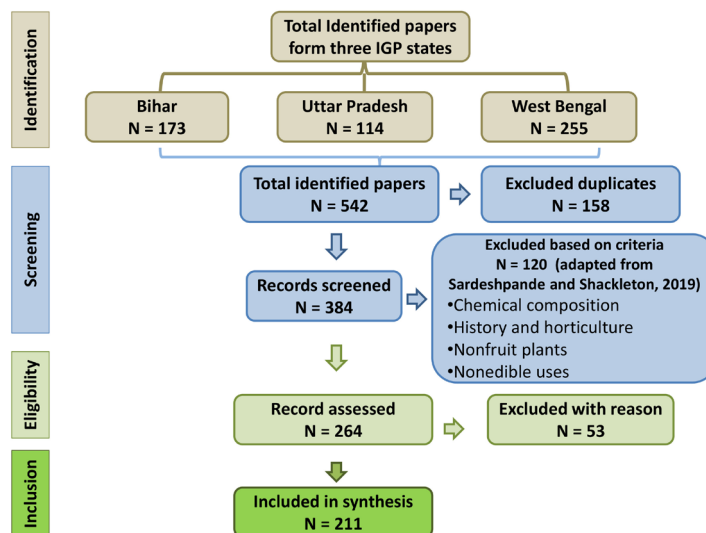 Identification
Total Identified papers
form three IGP states
Bihar
N = 173
Uttar Pradesh
N = 114
West Bengal
N = 255
Screening
Total identified papers
N = 542
Excluded duplicates
N = 158
Records screened
N = 384
Excluded based on criteria
N = 120 (adapted from
Sardeshpande and Shackleton, 2019)
•Chemical composition
•History and horticulture
•Nonfruit plants
•Nonedible uses
Eligibility
Record assessed
N = 264
Excluded with reason
N = 53
Inclusion
Included in synthesis
N = 211